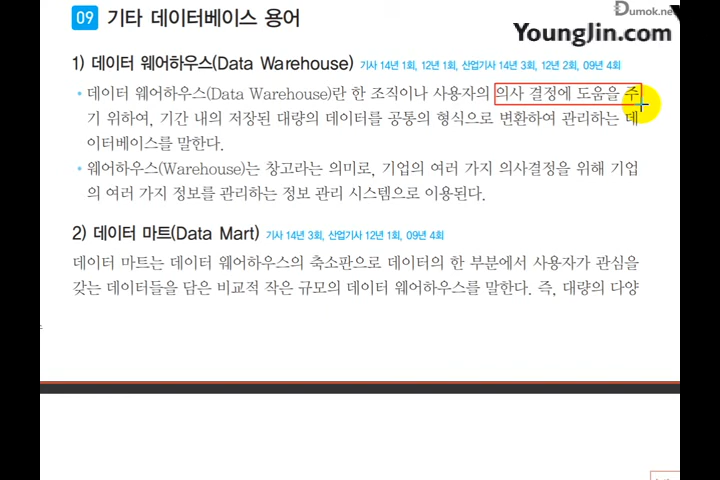 Dumok.ne
YoungJin.com
09 기타 데이터베이스 용어
1) 데이터 웨어하우스(Data Warehouse) 기사 14년 1회, 12년 1회, 산업기사 14년 3회, 12년 2회, 09년 4회
• 데이터 웨어하우스(Data Warehouse)란 한 조직이나 사용자의 의사 결정에 도움을 주
기 위하여, 기간 내의 저장된 대량의 데이터를 공통의 형식으로 변환하여 관리하는 데
이터베이스를 말한다.
• 웨어하우스(Warehouse)는 창고라는 의미로, 기업의 여러 가지 의사결정을 위해 기업
의 여러 가지 정보를 관리하는 정보 관리 시스템으로 이용된다.
2) 데이터 마트(Data Mart) 기사 14년 3회, 산업기사 12년 1회, 09년 4회
데이터 마트는 데이터 웨어하우스의 축소판으로 데이터의 한 부분에서 사용자가 관심을
갖는 데이터들을 담은 비교적 작은 규모의 데이터 웨어하우스를 말한다. 즉, 대량의 다양